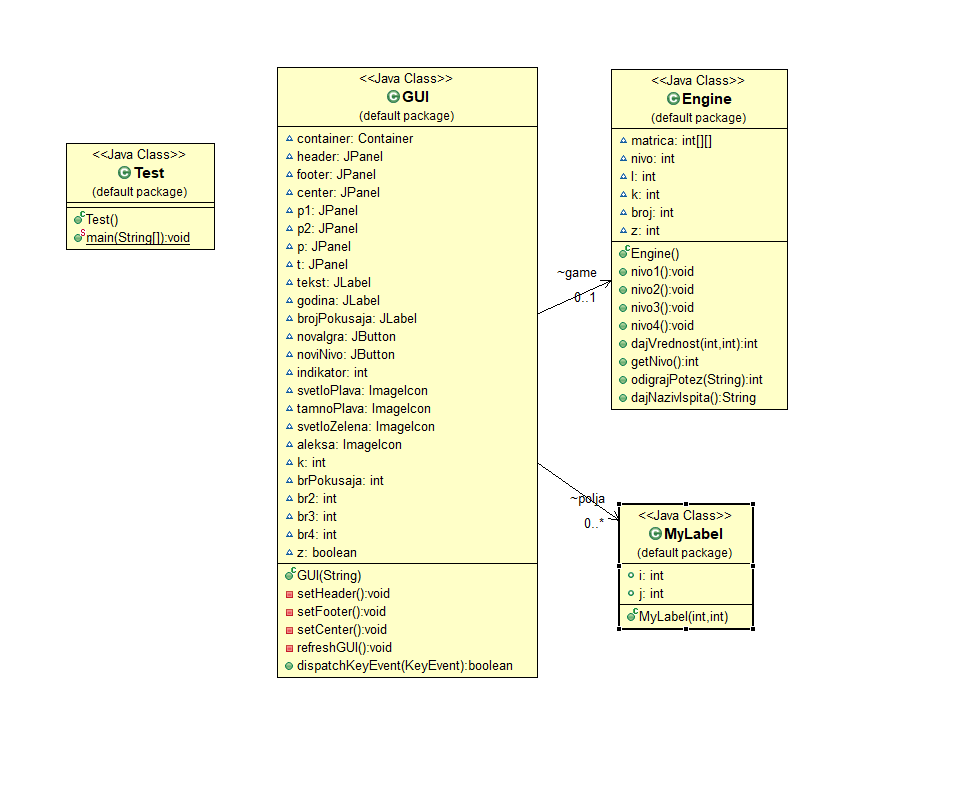 <<Java Class>>
Test
(default package)
Test()
main(String[]):void
<<Java Class>>
GUI
(default package)
container: Container
header: JPanel
footer: JPanel
center: JPanel
p1: JPanel
p2: JPanel
p: JPanel
t: JPanel
tekst: JLabel
godina: JLabel
brojPokusaja: JLabel
novaIgra: JButton
noviNivo: JButton
indikator: int
svetloPlava: ImageIcon
tamnoPlava: ImageIcon
svetloZelena: ImageIcon
aleksa: ImageIcon
k: int
brPokusaja: int
br2: int
br3: int
br4: int
z: boolean
GUI(String)
setHeader():void
setFooter():void
setCenter():void
refreshGUI():void
dispatchKeyEvent(KeyEvent):boolean
~game
0..1
<<Java Class>>
Engine
(default package)
matrica: int[][]
nivo: int
l: int
k: int
broj: int
z: int
Engine()
nivo1():void
nivo2():void
nivo3():void
nivo4():void
dajVrednost(int,int):int
getNivo():int
odigrajPotez(String):int
dajNazivIspita():String
~polja
0..*
<<Java Class>>
MyLabel
(default package)
i: int
j: int
MyLabel(int,int)